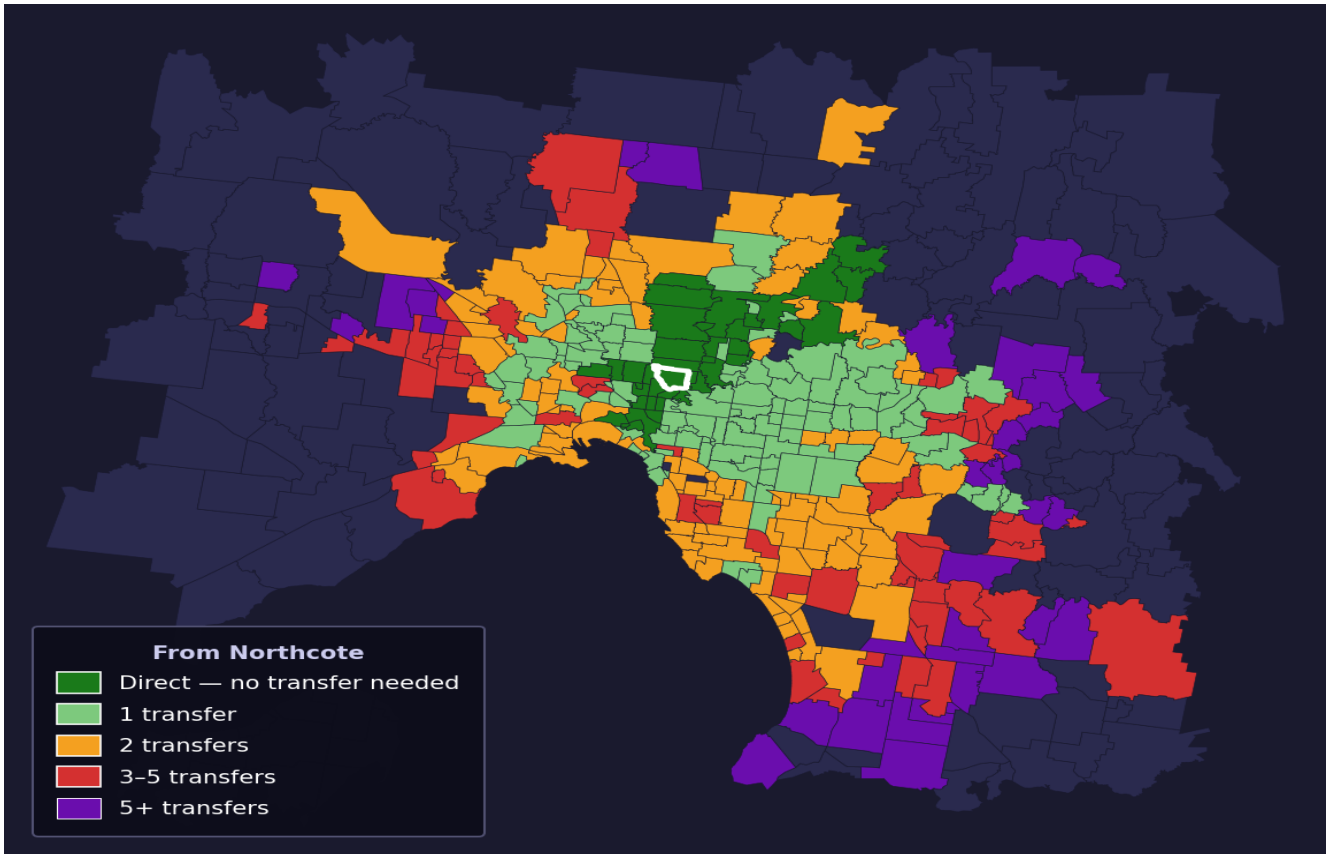 From Northcote
Direct — no transfer needed
1 transfer
2 transfers
3–5 transfers
5+ transfers